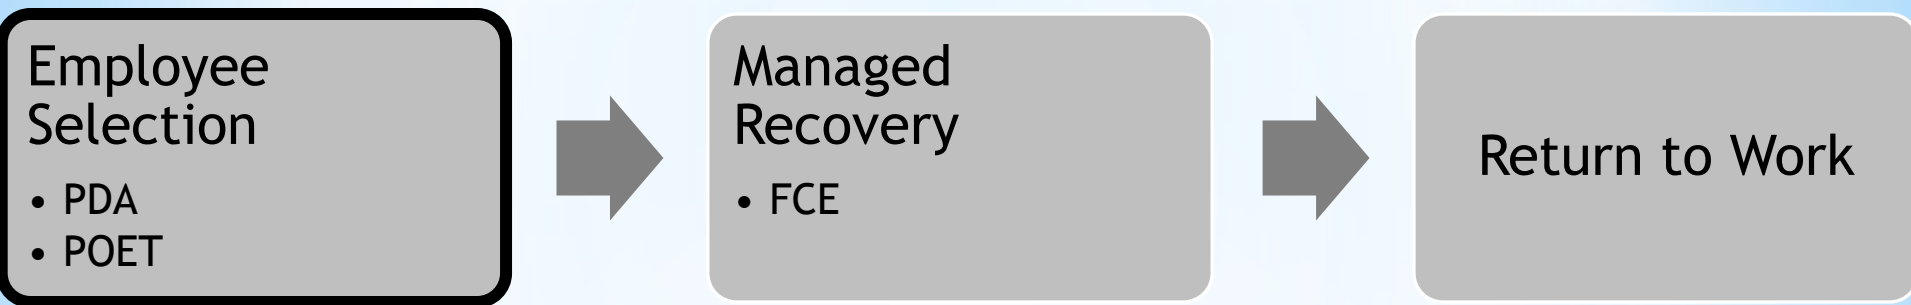 Employee
Selection
• PDA
• POET
Managed
Recovery
• FCE
Return to Work